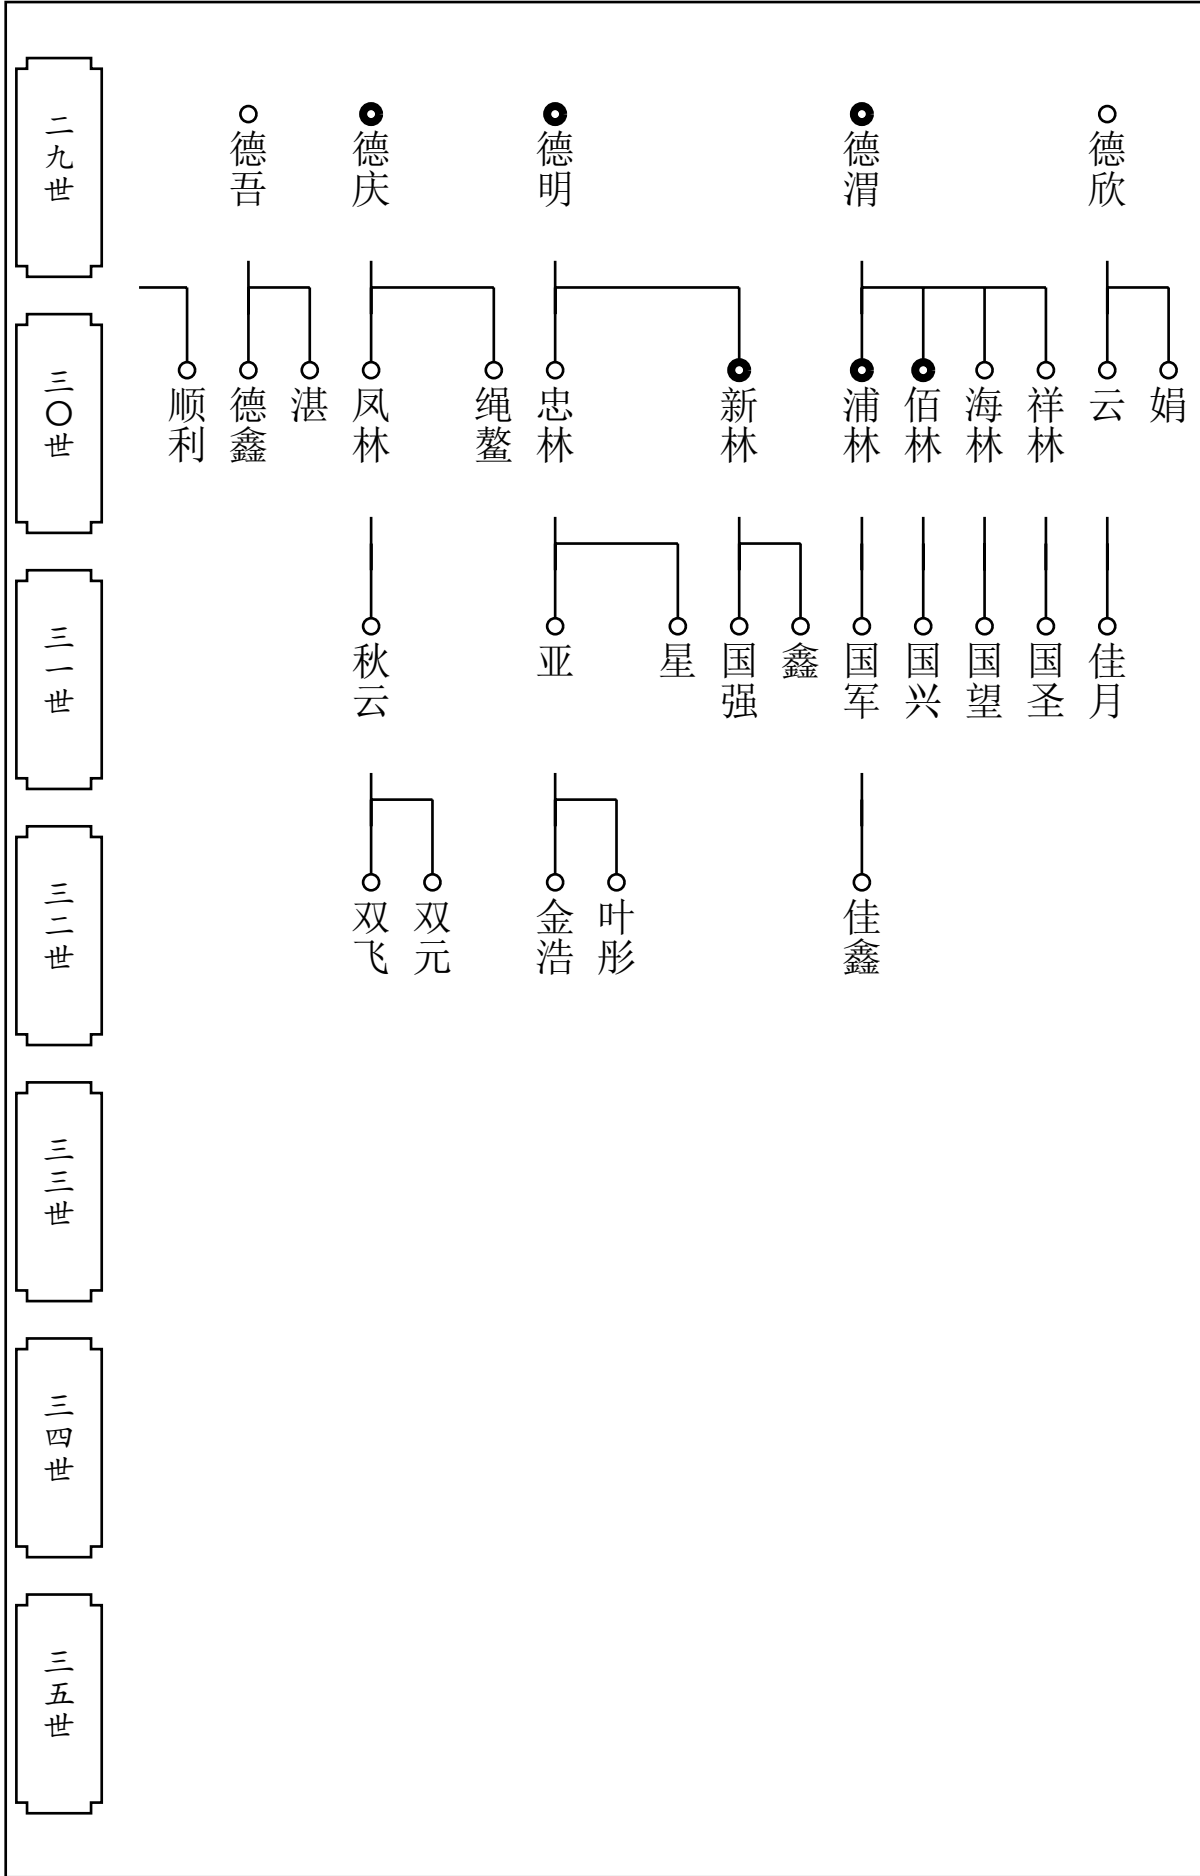 二九世
德吾
德庆
德明
德渭
德欣
三〇世
顺利
德鑫
湛
凤林
绳鳌
忠林
新林
浦林
佰林
海林
祥林
云
娟
三一世
秋云
亚
星
国强
鑫
国军
国兴
国望
国圣
佳月
三二世
双飞
双元
金浩
叶彤
佳鑫
三三世
三四世
三五世